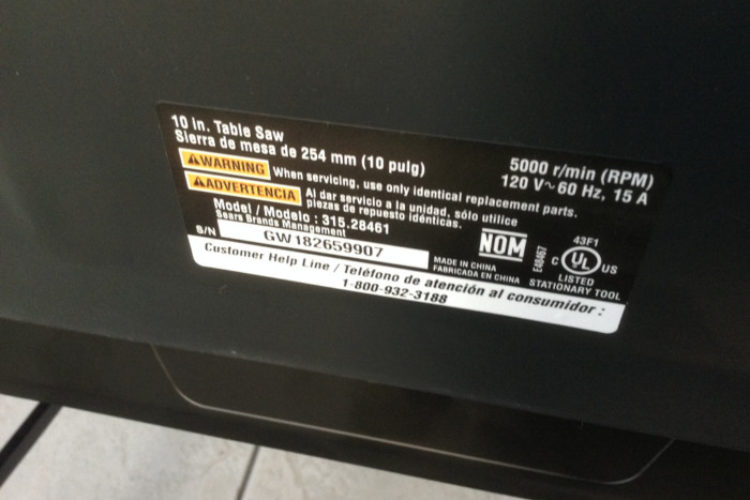 10 in. Table Saw
Sierra de mesa de 254 mm (10 pulg)
5000 r/min (RPM)
120 V~60 Hz, 15 A
WARNING When servicing, use only identical replacement parts.
ADVERTENCIA Al dar servicio a la unidad, sólo utilice
piezas de repuesto idénticas.
Model / Modelo : 315.28461
Sears Brands Management
S/N GW182659907
NOM
MADE IN CHINA
FABRICADA EN CHINA
E48467
43F1
C UL US
LISTED
STATIONARY TOOL
Customer Help Line / Teléfono de atención al consumidor :
1-800-932-3188